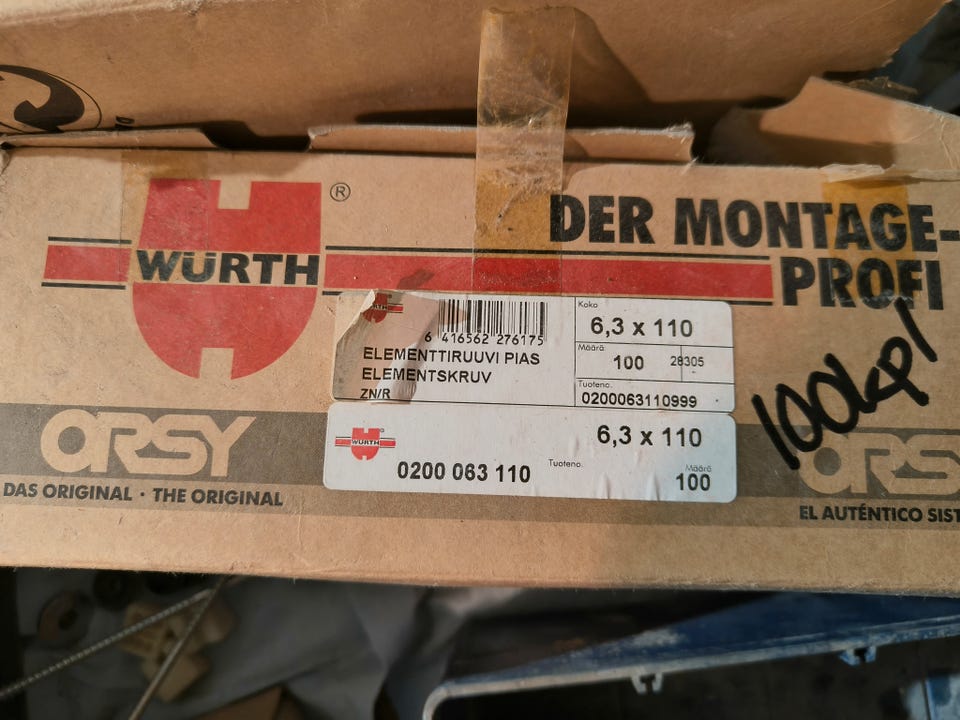 WÜRTH
®
DER MONTAGE-
PROFI
6 416562 276175
ELEMENTTIRUUVI PIAS
ELEMENTSKRUV
ZN/R
Koko
6,3 x 110
Määrä
100
28305
Tuoteno.
0200063110999
WÜRTH
6,3 x 110
Tuoteno.
0200 063 110
Määrä
100
100kpl
ORSY
DAS ORIGINAL · THE ORIGINAL
ORS
EL AUTÉNTICO SIST